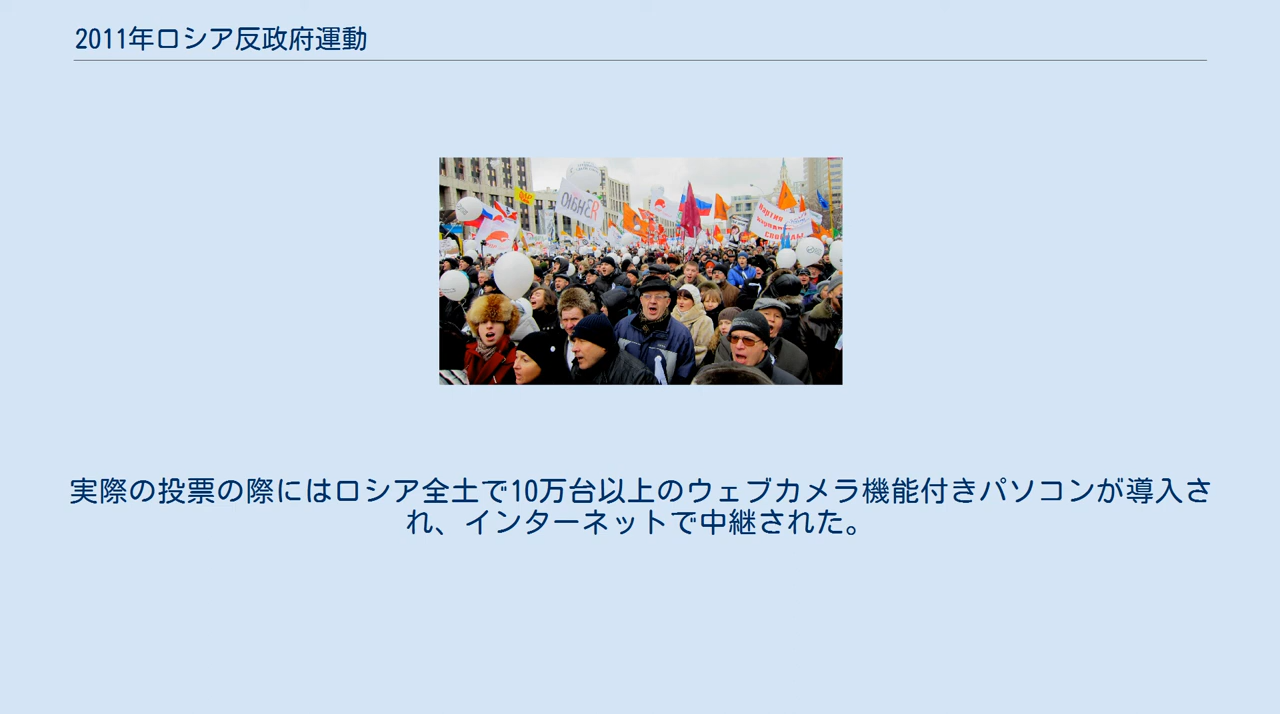 2011年ロシア反政府運動
実際の投票の際にはロシア全土で10万台以上のウェブカメラ機能付きパソコンが導入さ
れ、インターネットで中継された。